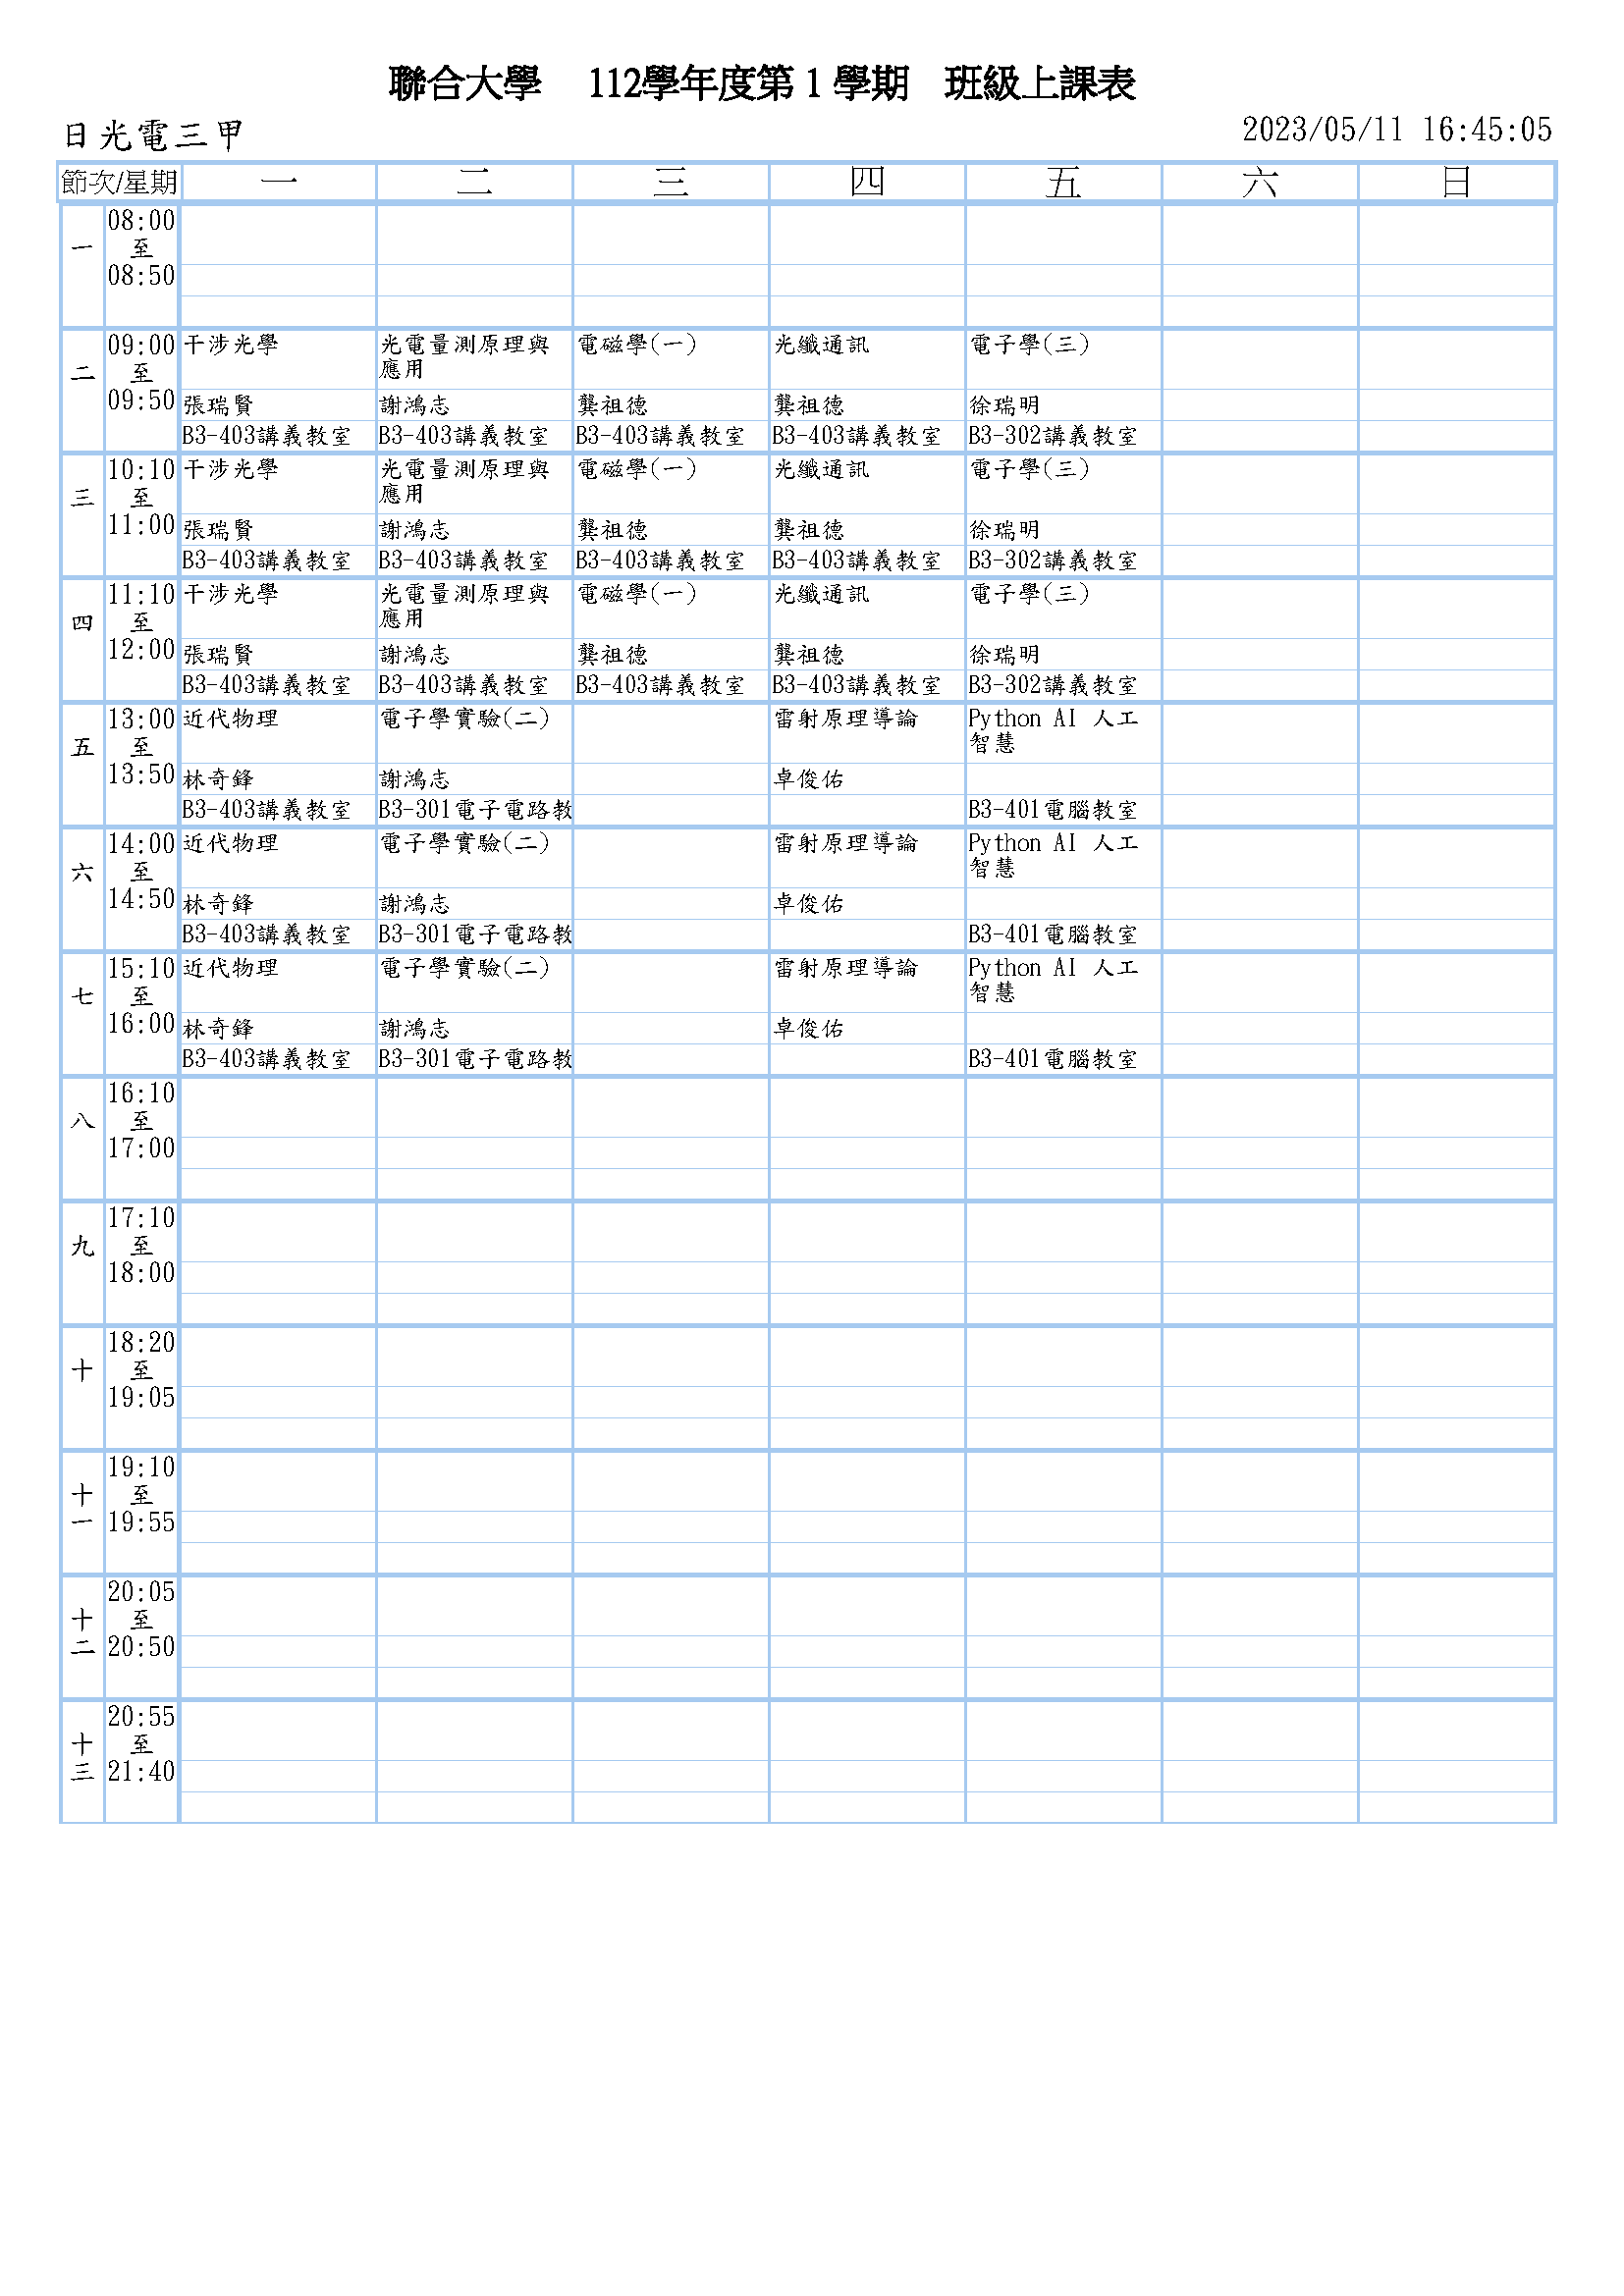 聯合大學 112學年度第 1 學期 班級上課表
日光電三甲 2023/05/11 16:45:05
節次/星期 一 二 三 四 五 六 日
一 08:00 至 08:50
二 09:00 至 09:50
干涉光學 光電量測原理與應用 電磁學(一) 光纖通訊 電子學(三)
張瑞賢 謝鴻志 龔祖德 龔祖德 徐瑞明
B3-403講義教室 B3-403講義教室 B3-403講義教室 B3-403講義教室 B3-302講義教室
三 10:10 至 11:00
干涉光學 光電量測原理與應用 電磁學(一) 光纖通訊 電子學(三)
張瑞賢 謝鴻志 龔祖德 龔祖德 徐瑞明
B3-403講義教室 B3-403講義教室 B3-403講義教室 B3-403講義教室 B3-302講義教室
四 11:10 至 12:00
干涉光學 光電量測原理與應用 電磁學(一) 光纖通訊 電子學(三)
張瑞賢 謝鴻志 龔祖德 龔祖德 徐瑞明
B3-403講義教室 B3-403講義教室 B3-403講義教室 B3-403講義教室 B3-302講義教室
五 13:00 至 13:50
近代物理 電子學實驗(二) 雷射原理導論 Python AI 人工智慧
林奇鋒 謝鴻志 卓俊佑
B3-403講義教室 B3-301電子電路教 B3-401電腦教室
六 14:00 至 14:50
近代物理 電子學實驗(二) 雷射原理導論 Python AI 人工智慧
林奇鋒 謝鴻志 卓俊佑
B3-403講義教室 B3-301電子電路教 B3-401電腦教室
七 15:10 至 16:00
近代物理 電子學實驗(二) 雷射原理導論 Python AI 人工智慧
林奇鋒 謝鴻志 卓俊佑
B3-403講義教室 B3-301電子電路教 B3-401電腦教室
八 16:10 至 17:00
九 17:10 至 18:00
十 18:20 至 19:05
十一 19:10 至 19:55
十二 20:05 至 20:50
十三 20:55 至 21:40